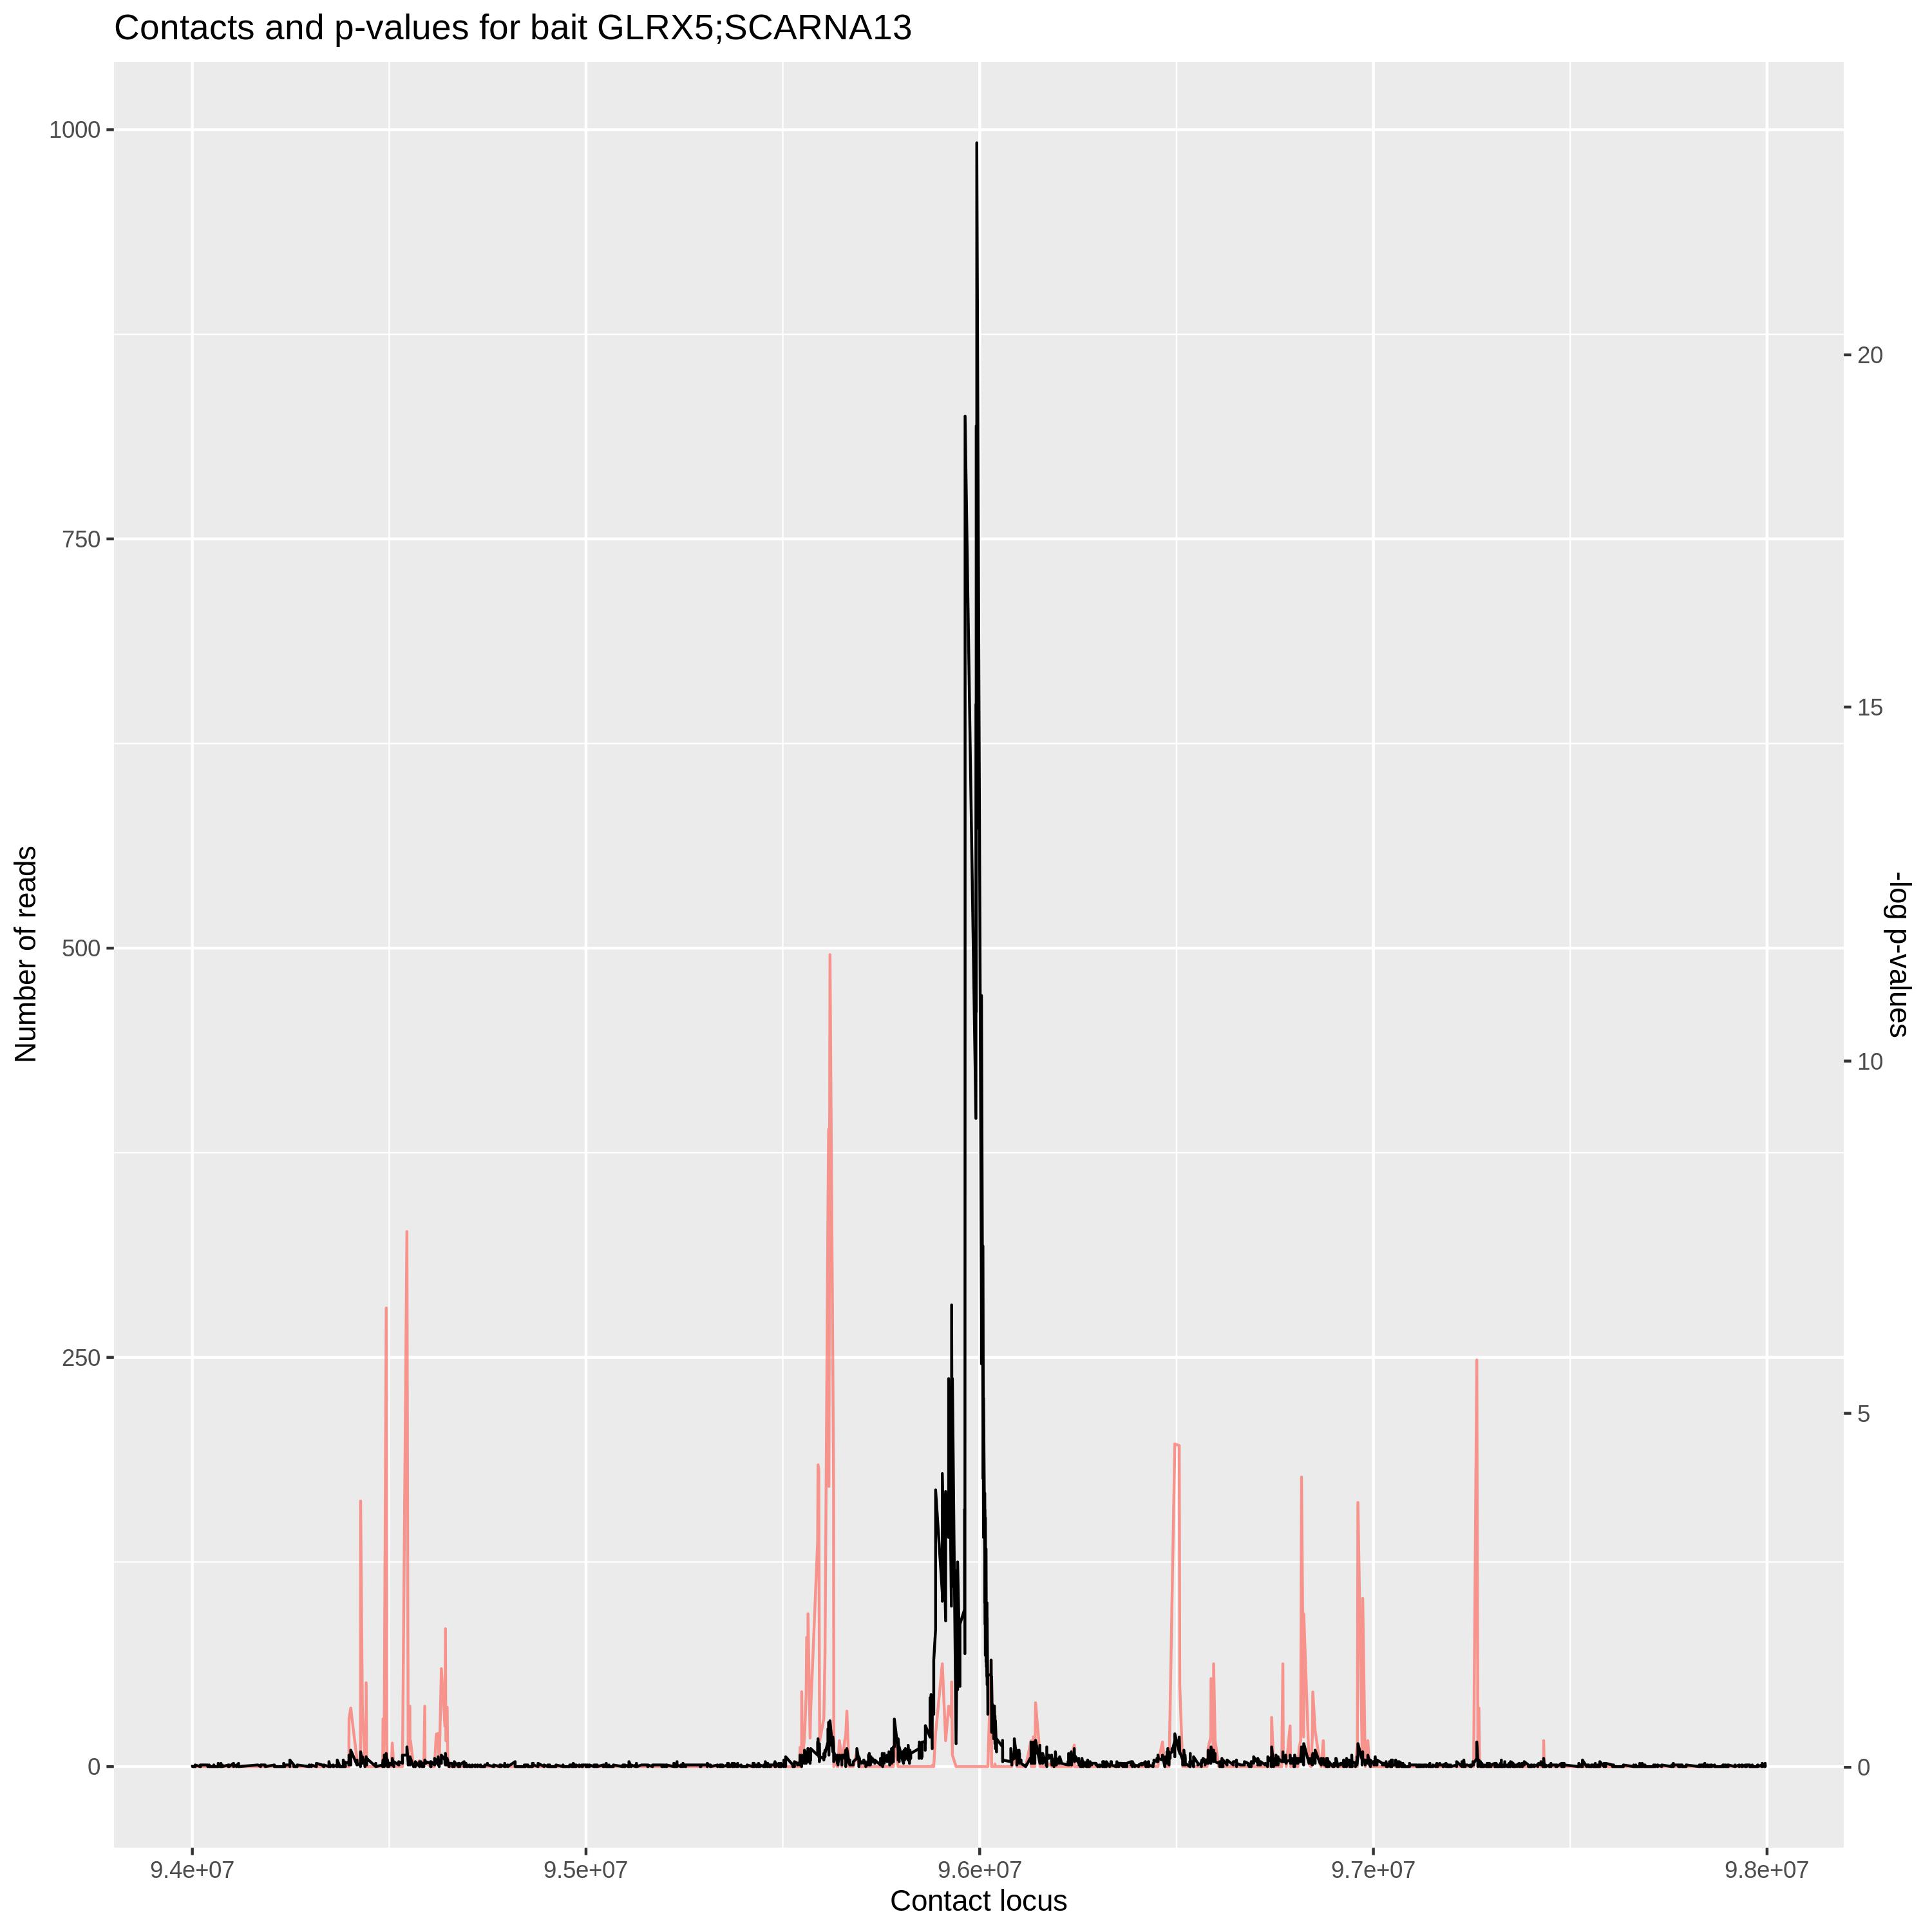 Contacts and p-values for bait GLRX5;SCARNA13
1000
750
500
250
0
Number of reads
20
15
10
5
0
-log p-values
9.4e+07
9.5e+07
9.6e+07
9.7e+07
9.8e+07
Contact locus